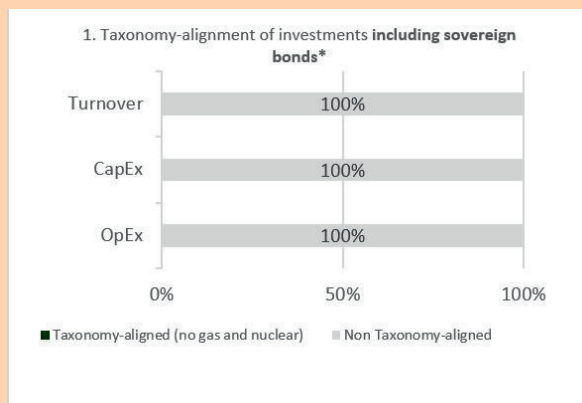 1. Taxonomy-alignment of investments including sovereign
bonds*
Turnover
100%
CapEx
100%
OpEx
100%
0% 50% 100%
Taxonomy-aligned (no gas and nuclear) Non Taxonomy-aligned